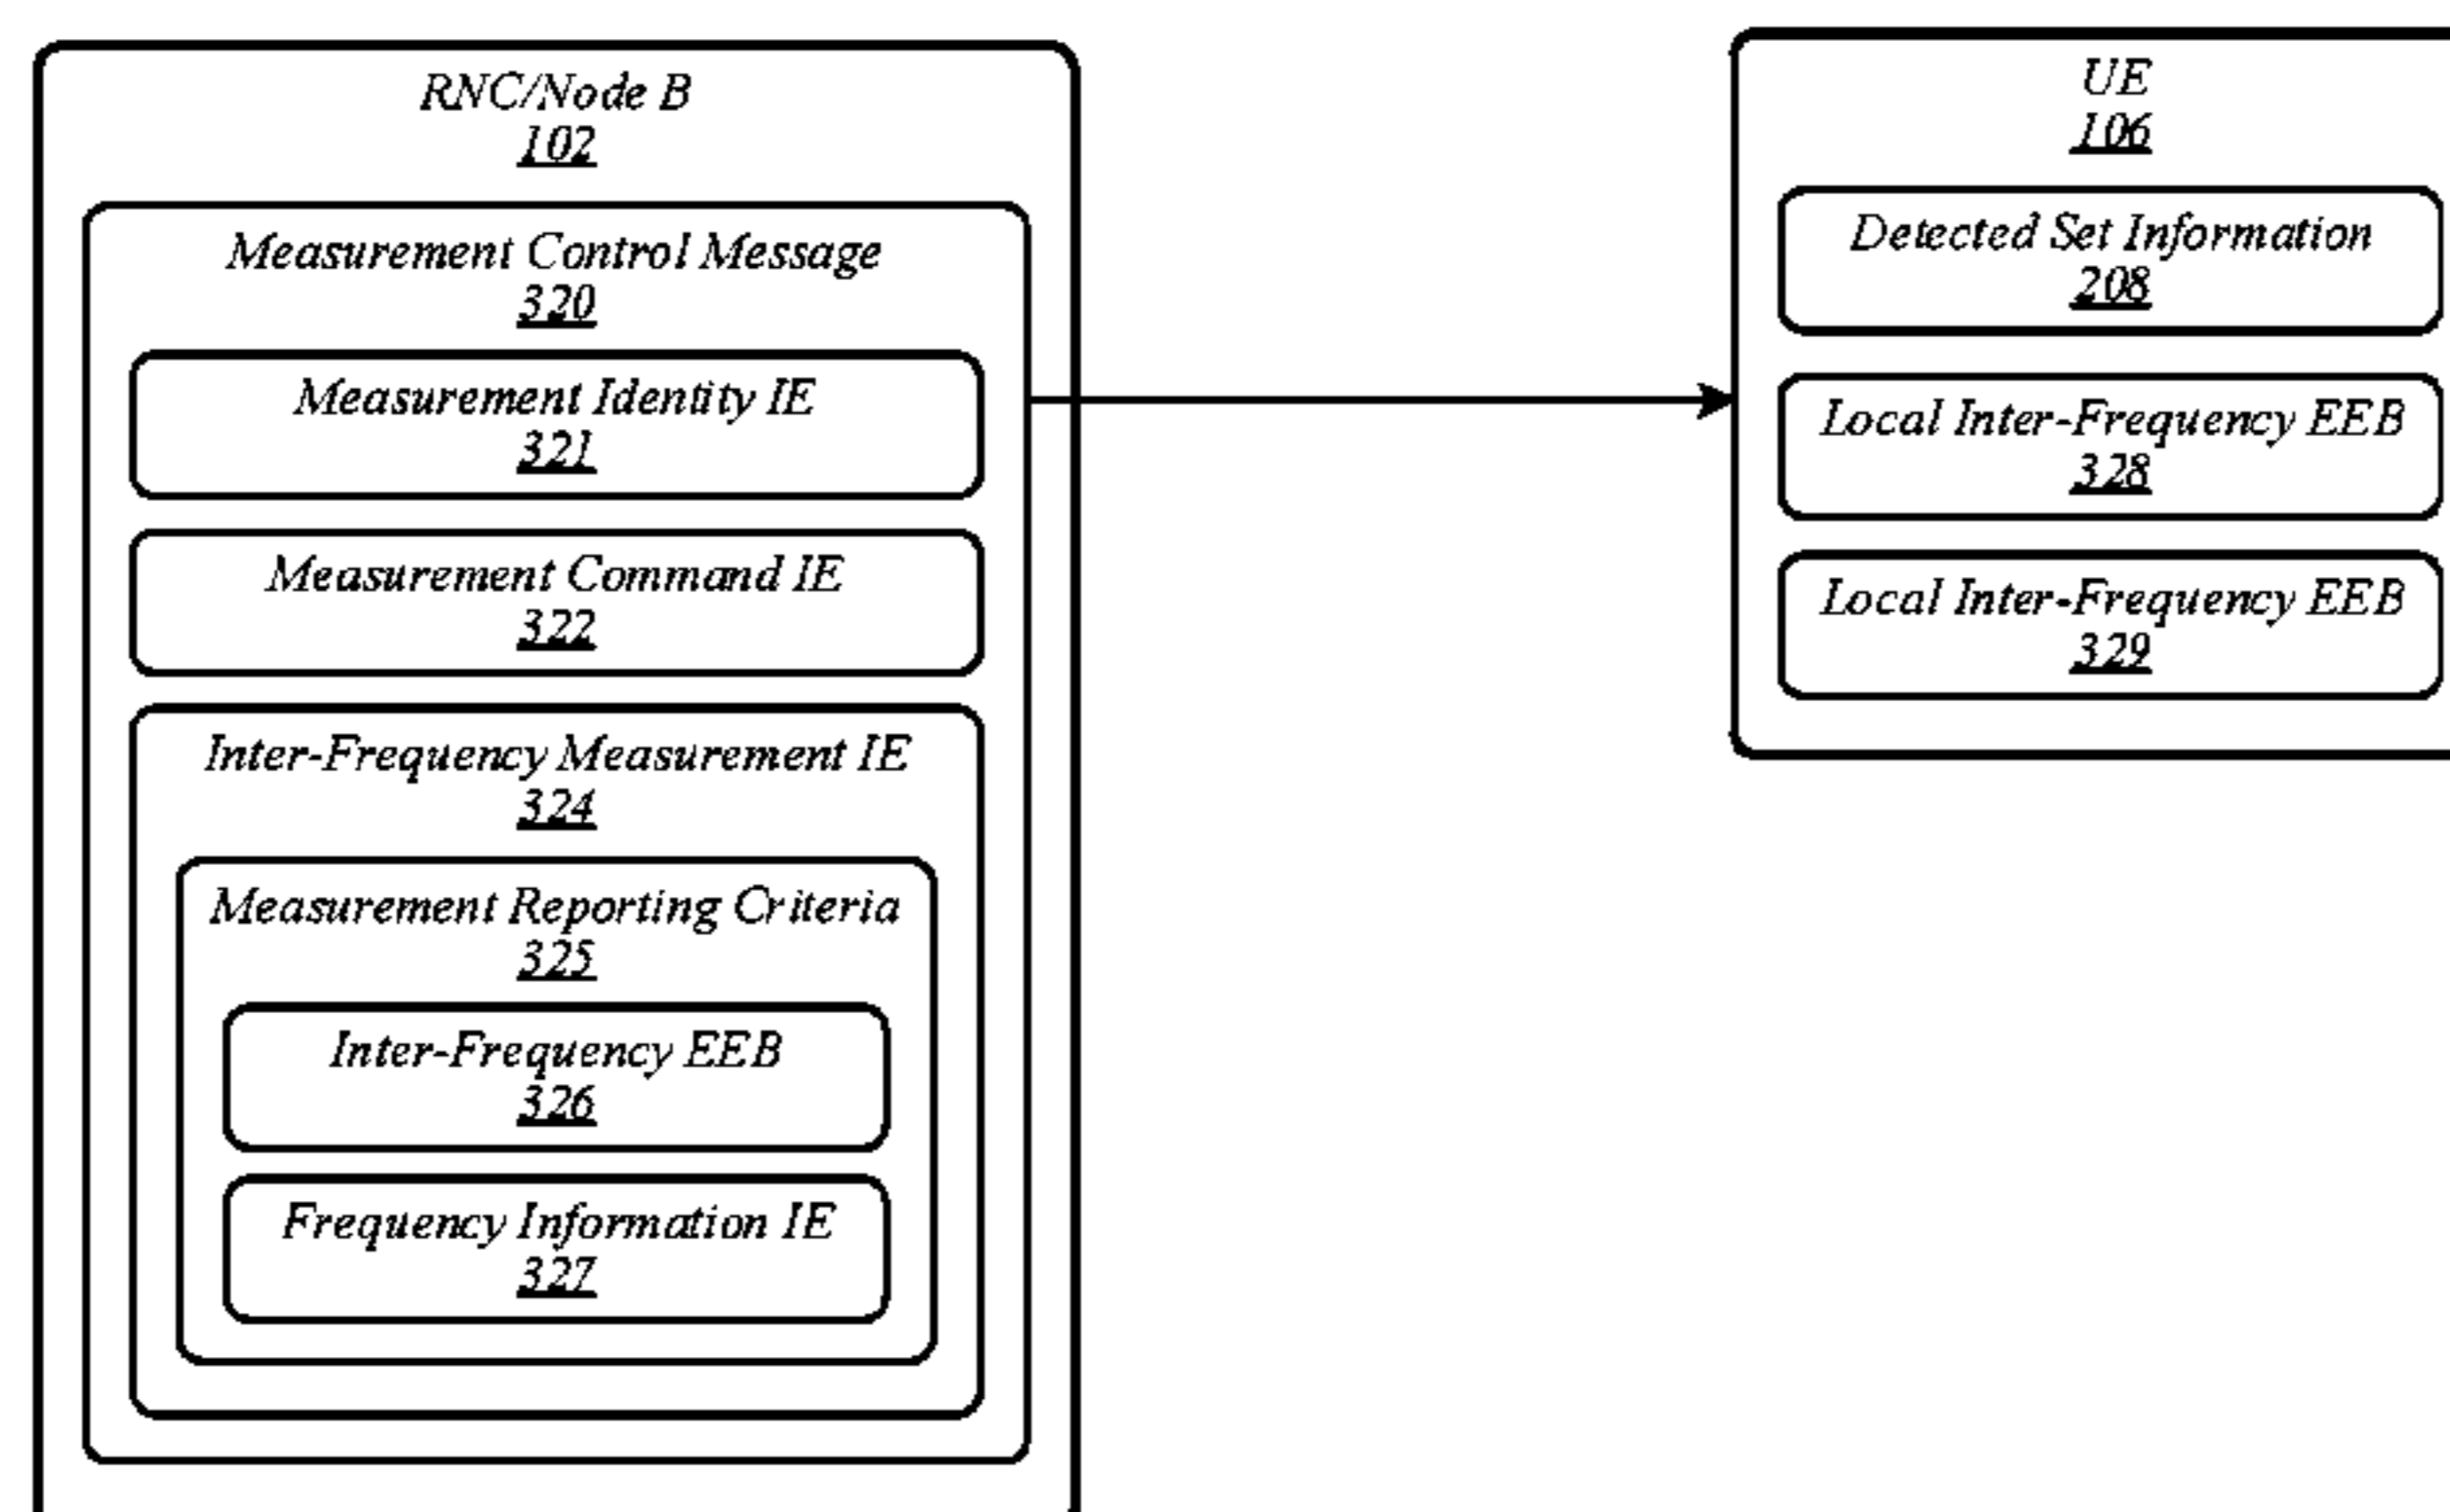 RNC/Node B
102
Measurement Control Message
320
Measurement Identity IE
321
Measurement Command IE
322
Inter-Frequency Measurement IE
324
Measurement Reporting Criteria
325
Inter-Frequency EEB
326
Frequency Information IE
327
UE
106
Detected Set Information
208
Local Inter-Frequency EEB
328
Local Inter-Frequency EEB
329